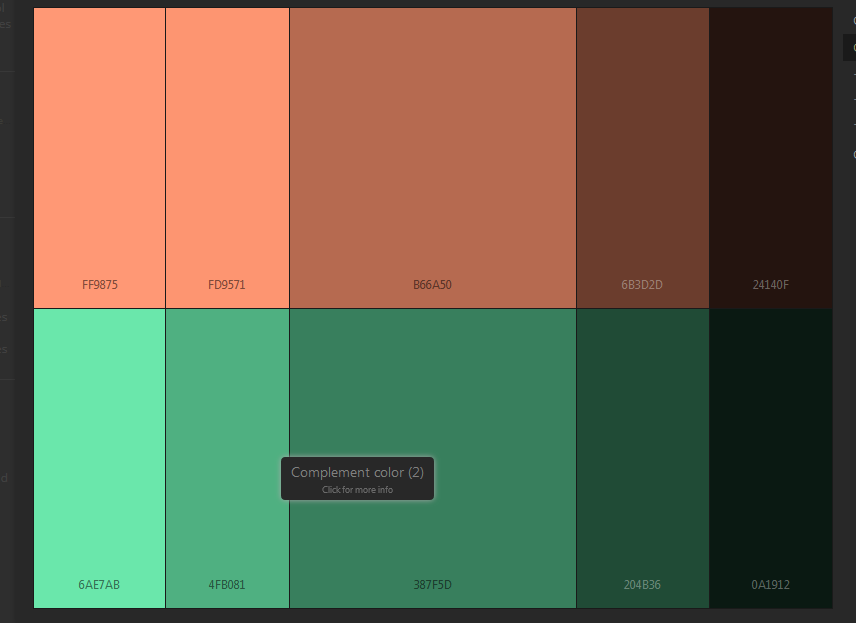 FF9875
FD9571
B66A50
6B3D2D
24140F
Complement color (2)
Click for more info
6AE7AB
4FB081
387F5D
204B36
0A1912